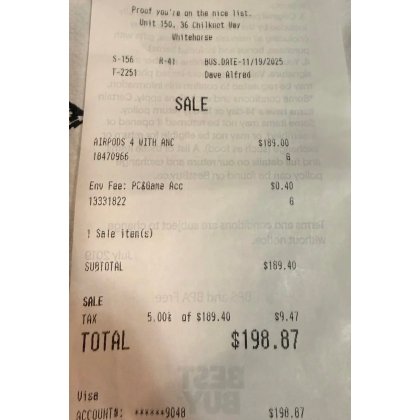 Proof you're on the nice list.
Unit 150, 36 Chilkoot Way
Whitehorse
S-156 R-41 BUS.DATE-11/19/2025
T-2251 Dave Alfred
SALE
AIRPODS 4 WITH ANC $189.00
18470966 G
Env Fee: PC&Game Acc $0.40
13331822 G
1 Sale item(s)
SUBTOTAL $189.40
SALE
TAX 5.00% of $189.40 $9.47
TOTAL $198.87
BEST
BUY
Visa
ACCOUNT#: ******9048 $198.87